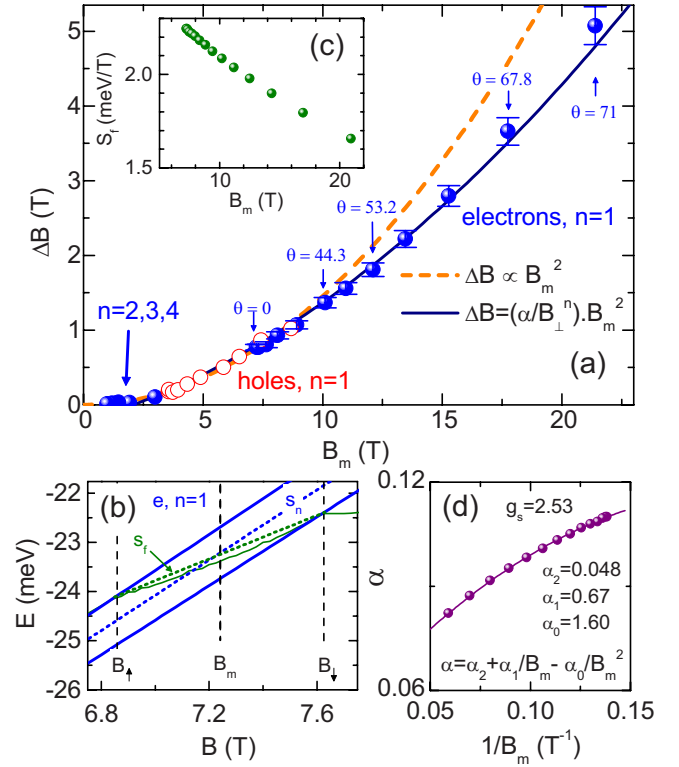 (c)
2.2
1.8
1.4
S_f (meV/T)
10
20
B_m (T)
5
4
3
2
1
0
ΔB (T)
θ = 67.8
θ = 71
θ = 53.2
θ = 44.3
θ = 0
electrons, n=1
ΔB ∝ B_m^2
ΔB=(α/B_⊥^n).B_m^2
n=2,3,4
holes, n=1
(a)
0
5
10
15
20
B_m (T)
(b)
-22
-23
-24
-25
-26
E (meV)
e, n=1
s_n
s_f
B_↑
B_m
B_↓
6.8
7.2
7.6
B (T)
(d)
0.12
0.06
α
g_s=2.53
α_2=0.048
α_1=0.67
α_0=1.60
α=α_2+α_1/B_m - α_0/B_m^2
0.05
0.10
0.15
1/B_m (T^-1)